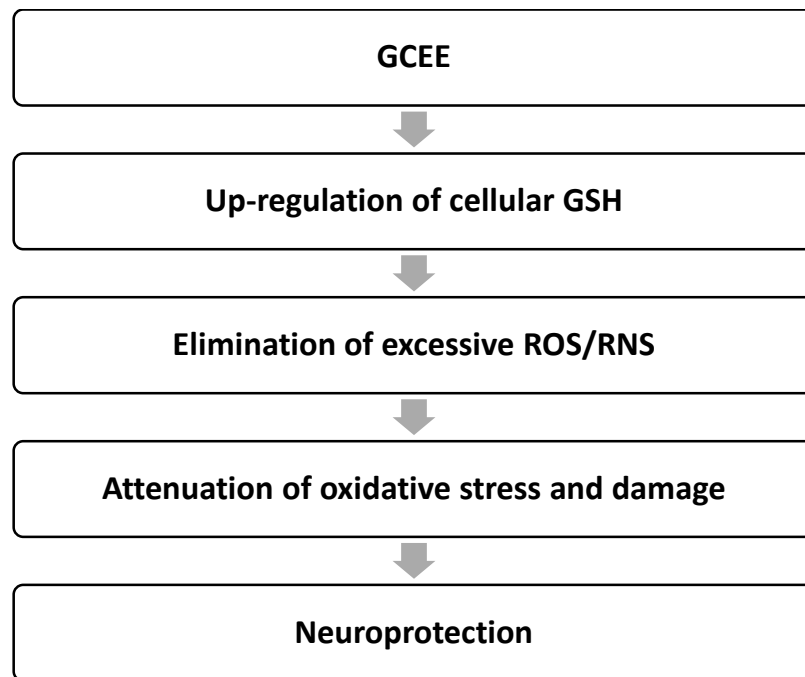 GCEE
Up-regulation of cellular GSH
Elimination of excessive ROS/RNS
Attenuation of oxidative stress and damage
Neuroprotection